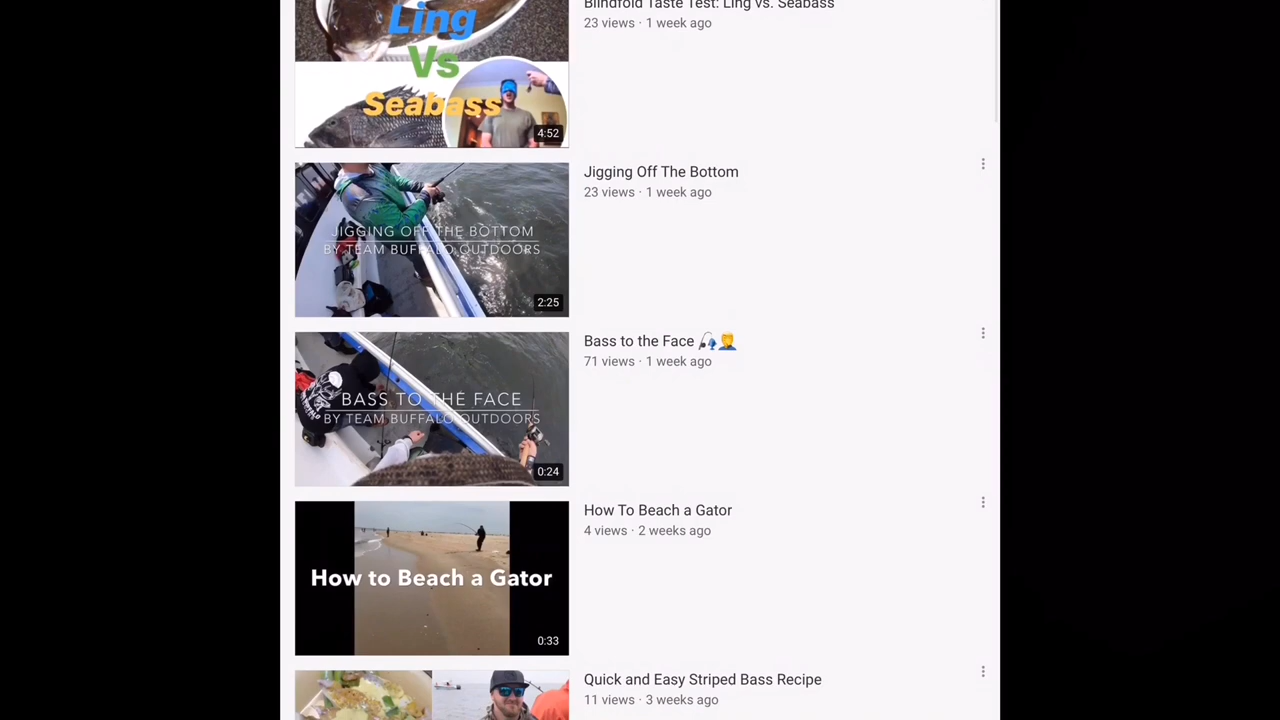 Blindfold Taste Test: Ling vs. Seabass
23 views · 1 week ago
Ling
Vs
Seabass
4:52
Jigging Off The Bottom
23 views · 1 week ago
JIGGING OFF THE BOTTOM
BY TEAM BUFFALO OUTDOORS
2:25
Bass to the Face 🎣🤦
71 views · 1 week ago
BASS TO THE FACE
BY TEAM BUFFALO OUTDOORS
0:24
How To Beach a Gator
4 views · 2 weeks ago
How to Beach a Gator
0:33
Quick and Easy Striped Bass Recipe
11 views · 3 weeks ago